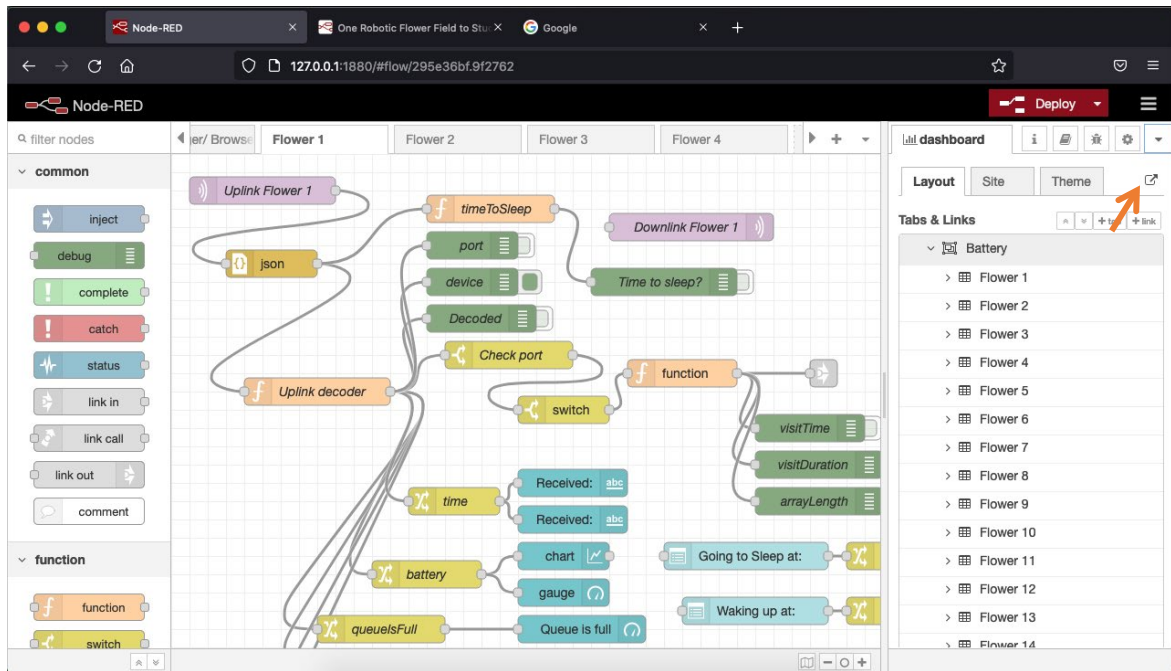 Node-RED
One Robotic Flower Field to Stu
Google
127.0.0.1:1880/#flow/295e36bf.9f2762
Node-RED
Deploy
filter nodes
er/ Browse
Flower 1
Flower 2
Flower 3
Flower 4
dashboard
i
common
inject
debug
complete
catch
status
link in
link call
link out
comment
function
function
switch
Uplink Flower 1
timeToSleep
Downlink Flower 1
json
port
device
Time to sleep?
Decoded
Check port
function
Uplink decoder
switch
visitTime
visitDuration
arrayLength
time
Received: abc
Received: abc
battery
chart
gauge
Going to Sleep at:
Waking up at:
queueIsFull
Queue is full
Layout
Site
Theme
Tabs & Links
link
Battery
Flower 1
Flower 2
Flower 3
Flower 4
Flower 5
Flower 6
Flower 7
Flower 8
Flower 9
Flower 10
Flower 11
Flower 12
Flower 13
Flower 14